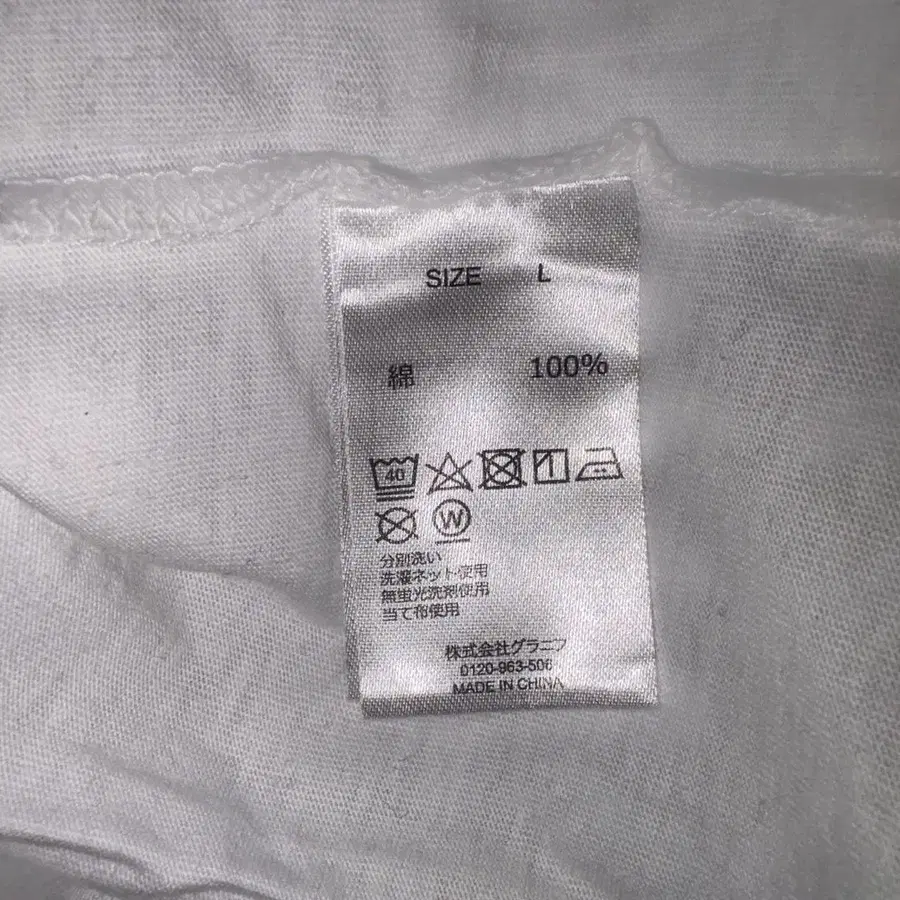 SIZE L
綿 100%
40
W
分別洗い
洗濯ネット使用
無蛍光洗剤使用
当て布使用
株式会社グラニフ
0120-963-506
MADE IN CHINA